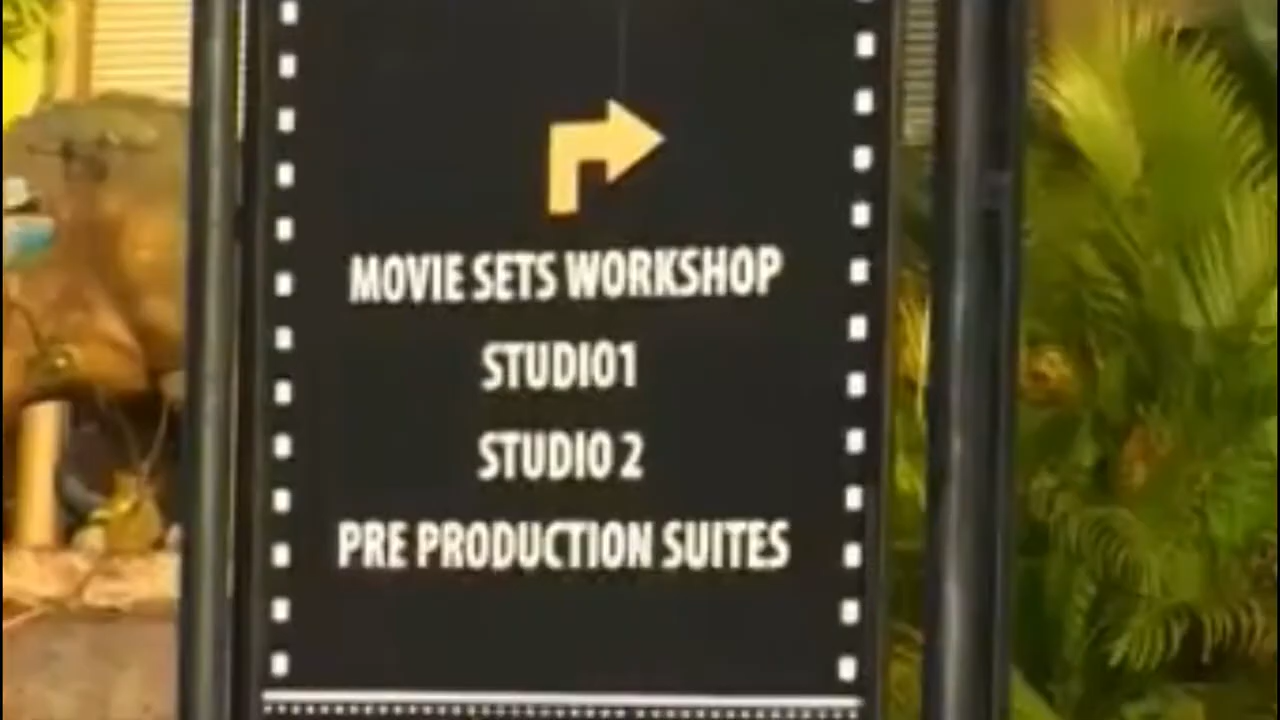 MOVIE SETS WORKSHOP
STUDIO1
STUDIO 2
PRE PRODUCTION SUITES